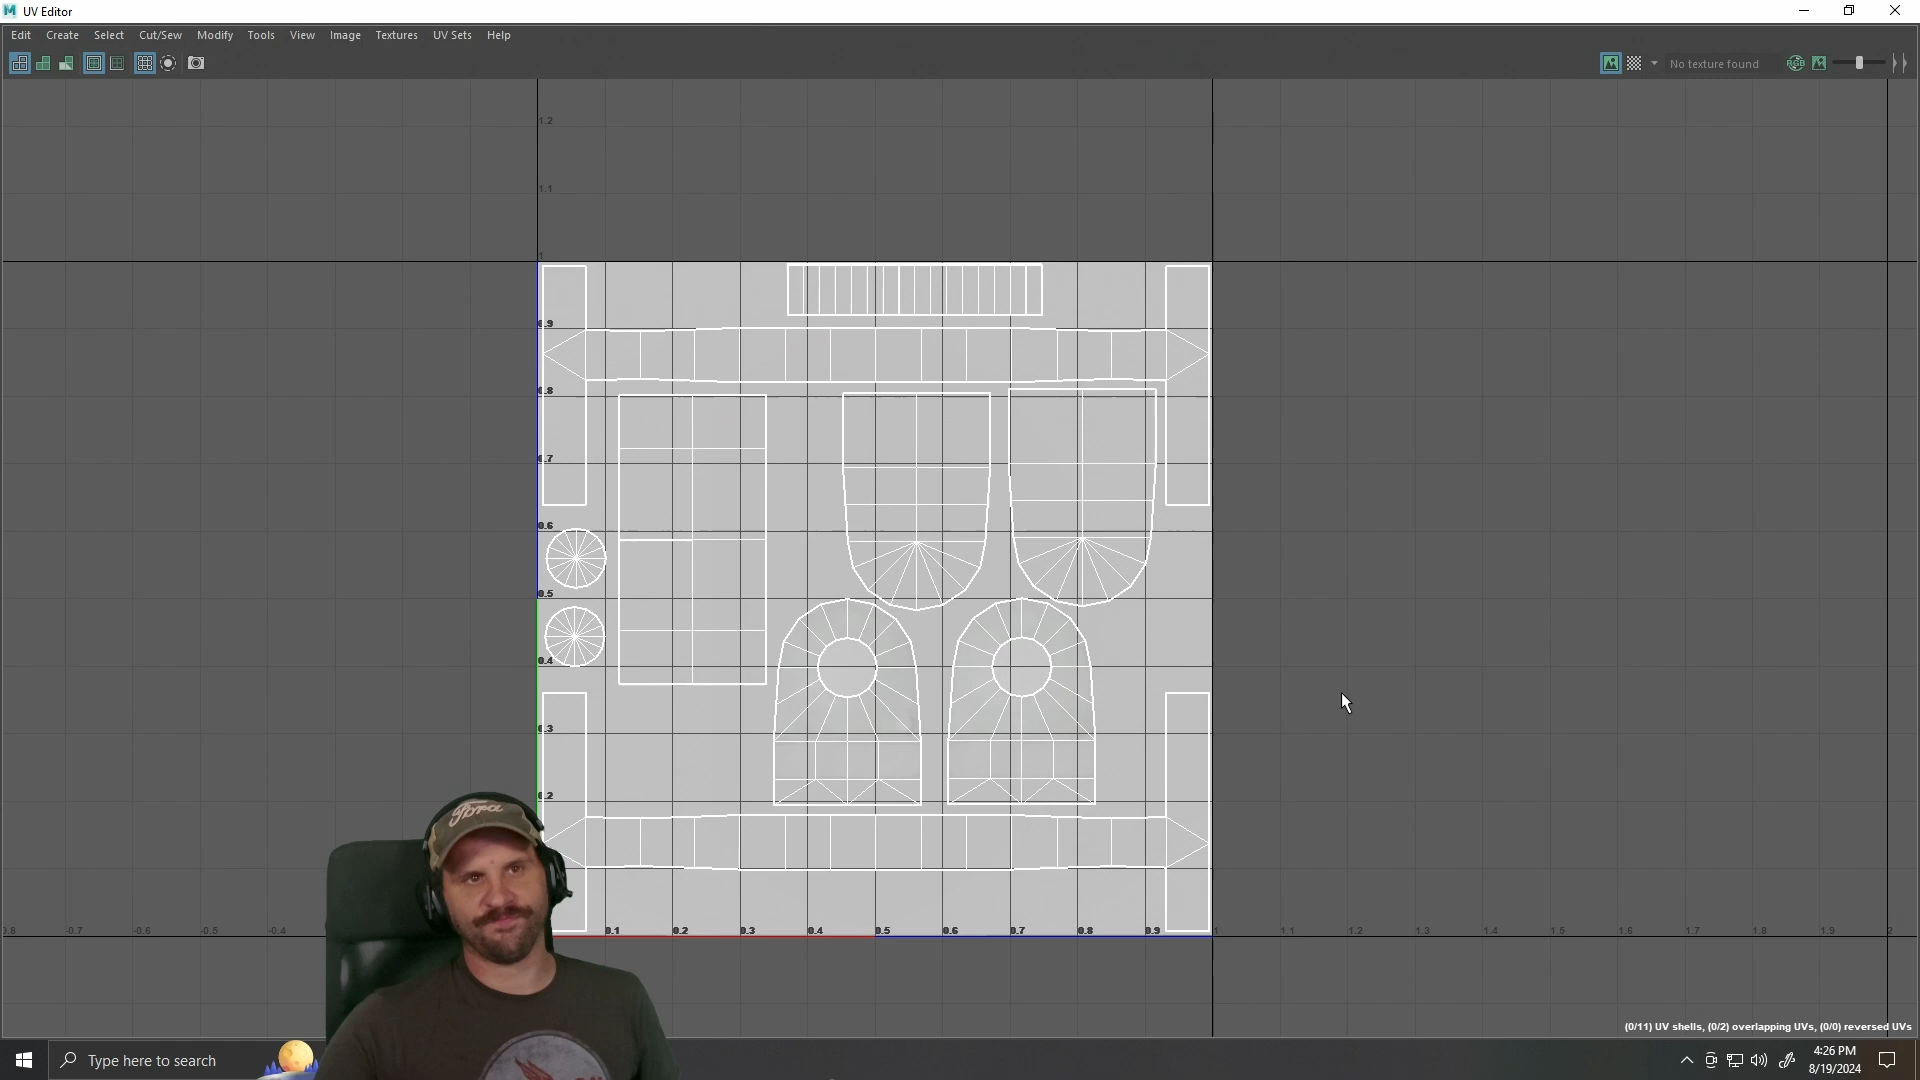 UV Editor
Edit Create Select Cut/Sew Modify Tools View Image Textures UV Sets Help
No texture found RGB
1.2
1.1
1
0.9
0.8
0.7
0.6
0.5
0.4
0.3
0.2
0.8 -0.7 -0.6 -0.5 -0.4 0.1 0.2 0.3 0.4 0.5 0.6 0.7 0.8 0.9 1 1.1 1.2 1.3 1.4 1.5 1.6 1.7 1.8 1.9 2
Ford
(0/11) UV shells, (0/2) overlapping UVs, (0/0) reversed UVs
Type here to search
4:26 PM
8/19/2024